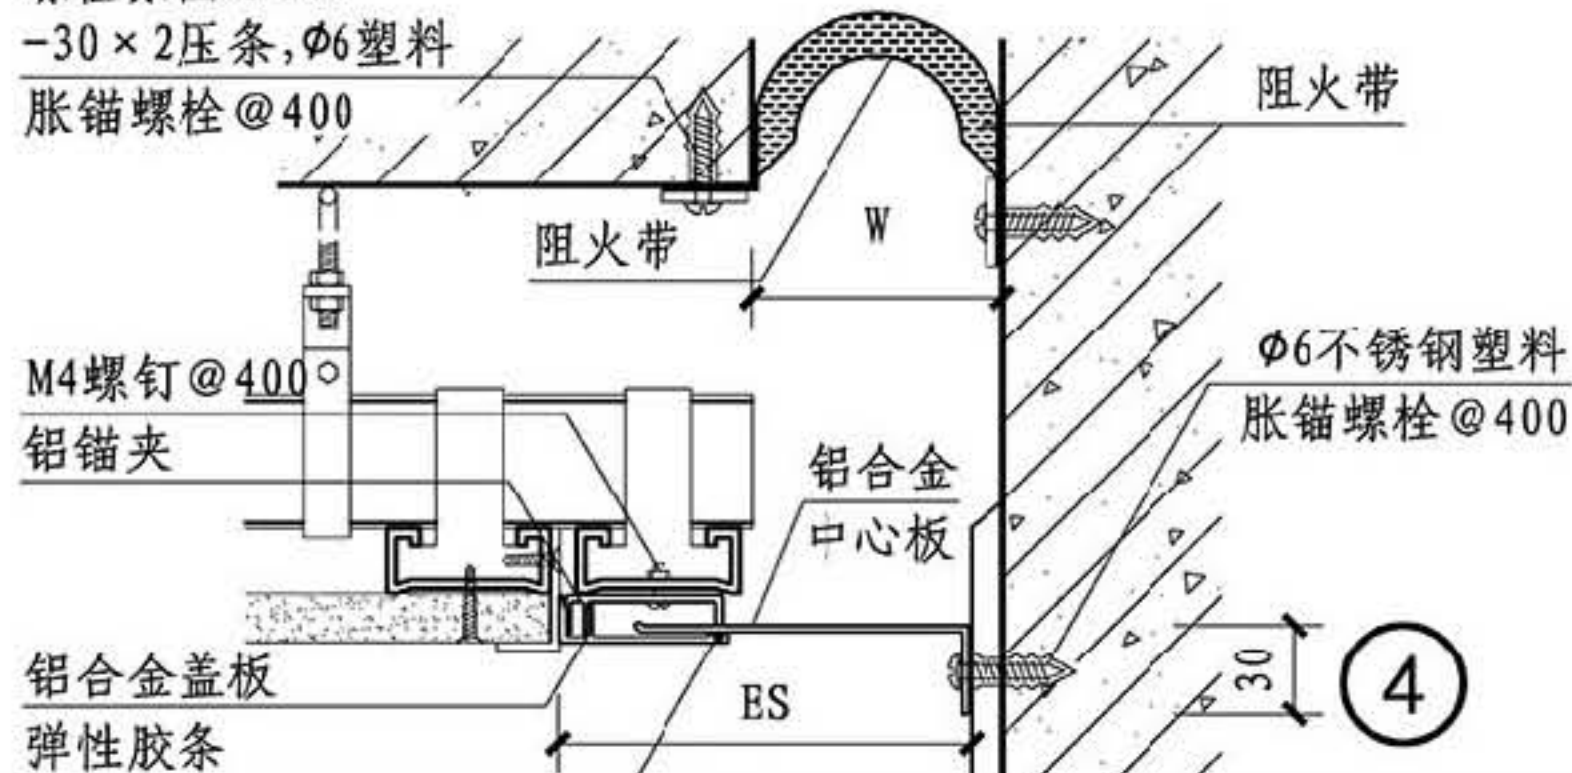 -30×2压条,Φ6塑料
胀锚螺栓@400
阻火带
阻火带
W
M4螺钉@400
铝锚夹
Φ6不锈钢塑料
胀锚螺栓@400
铝合金
中心板
铝合金盖板
弹性胶条
ES
30
4